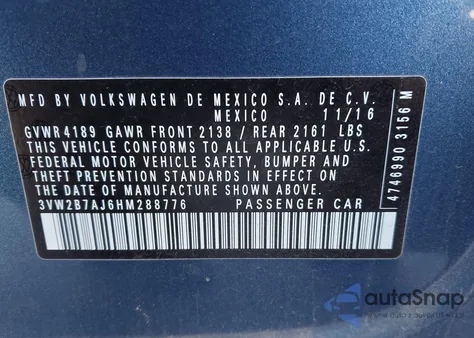 MFD BY VOLKSWAGEN DE MEXICO S.A. DE C.V.
MEXICO 11/16
GVWR 4189 GAWR FRONT 2138 / REAR 2161 LBS
THIS VEHICLE CONFORMS TO ALL APPLICABLE U.S.
FEDERAL MOTOR VEHICLE SAFETY, BUMPER AND
THEFT PREVENTION STANDARDS IN EFFECT ON
THE DATE OF MANUFACTURE SHOWN ABOVE
3VW2B7AJ6HM288776 PASSENGER CAR
4746990 3156 M
autoSnap